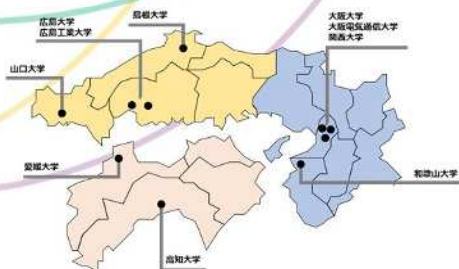 広島大学
広島工業大学
島根大学
大阪大学
大阪電気通信大学
関西大学
山口大学
愛媛大学
和歌山大学
高知大学